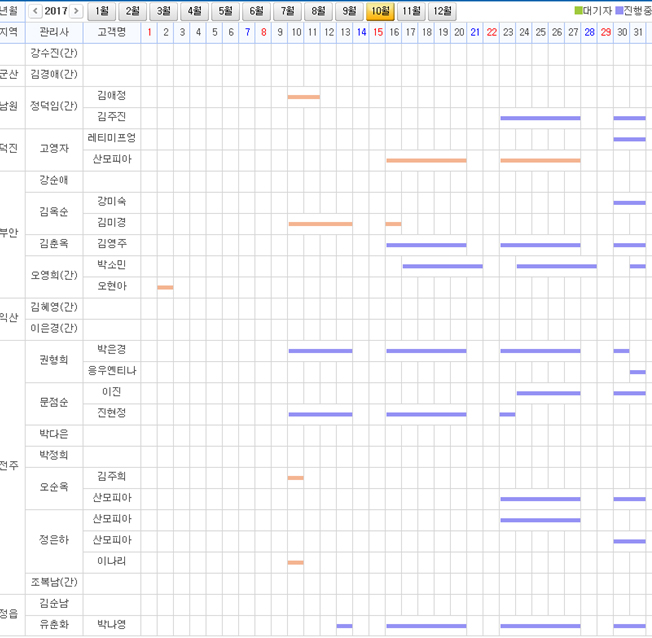 년월 < 2017 > 1월 2월 3월 4월 5월 6월 7월 8월 9월 10월 11월 12월 대기자 진행중
지역 관리사 고객명 1 2 3 4 5 6 7 8 9 10 11 12 13 14 15 16 17 18 19 20 21 22 23 24 25 26 27 28 29 30 31
강수진(간)
군산 김경애(간)
남원 정덕임(간) 김애정
김주진
덕진 고영자 레티미프엉
산모피아
부안 강순애
김옥순 강미숙
김미경
김춘옥 김영주
오영희(간) 박소민
오현아
익산 김혜영(간)
이은경(간)
전주 권형희 박은경
응우옌티나
문점순 이진
진현정
박다은
박정희
오순옥 김주희
산모피아
정은하 산모피아
산모피아
이나리
조복남(간)
정읍 김순남
유춘화 박나영